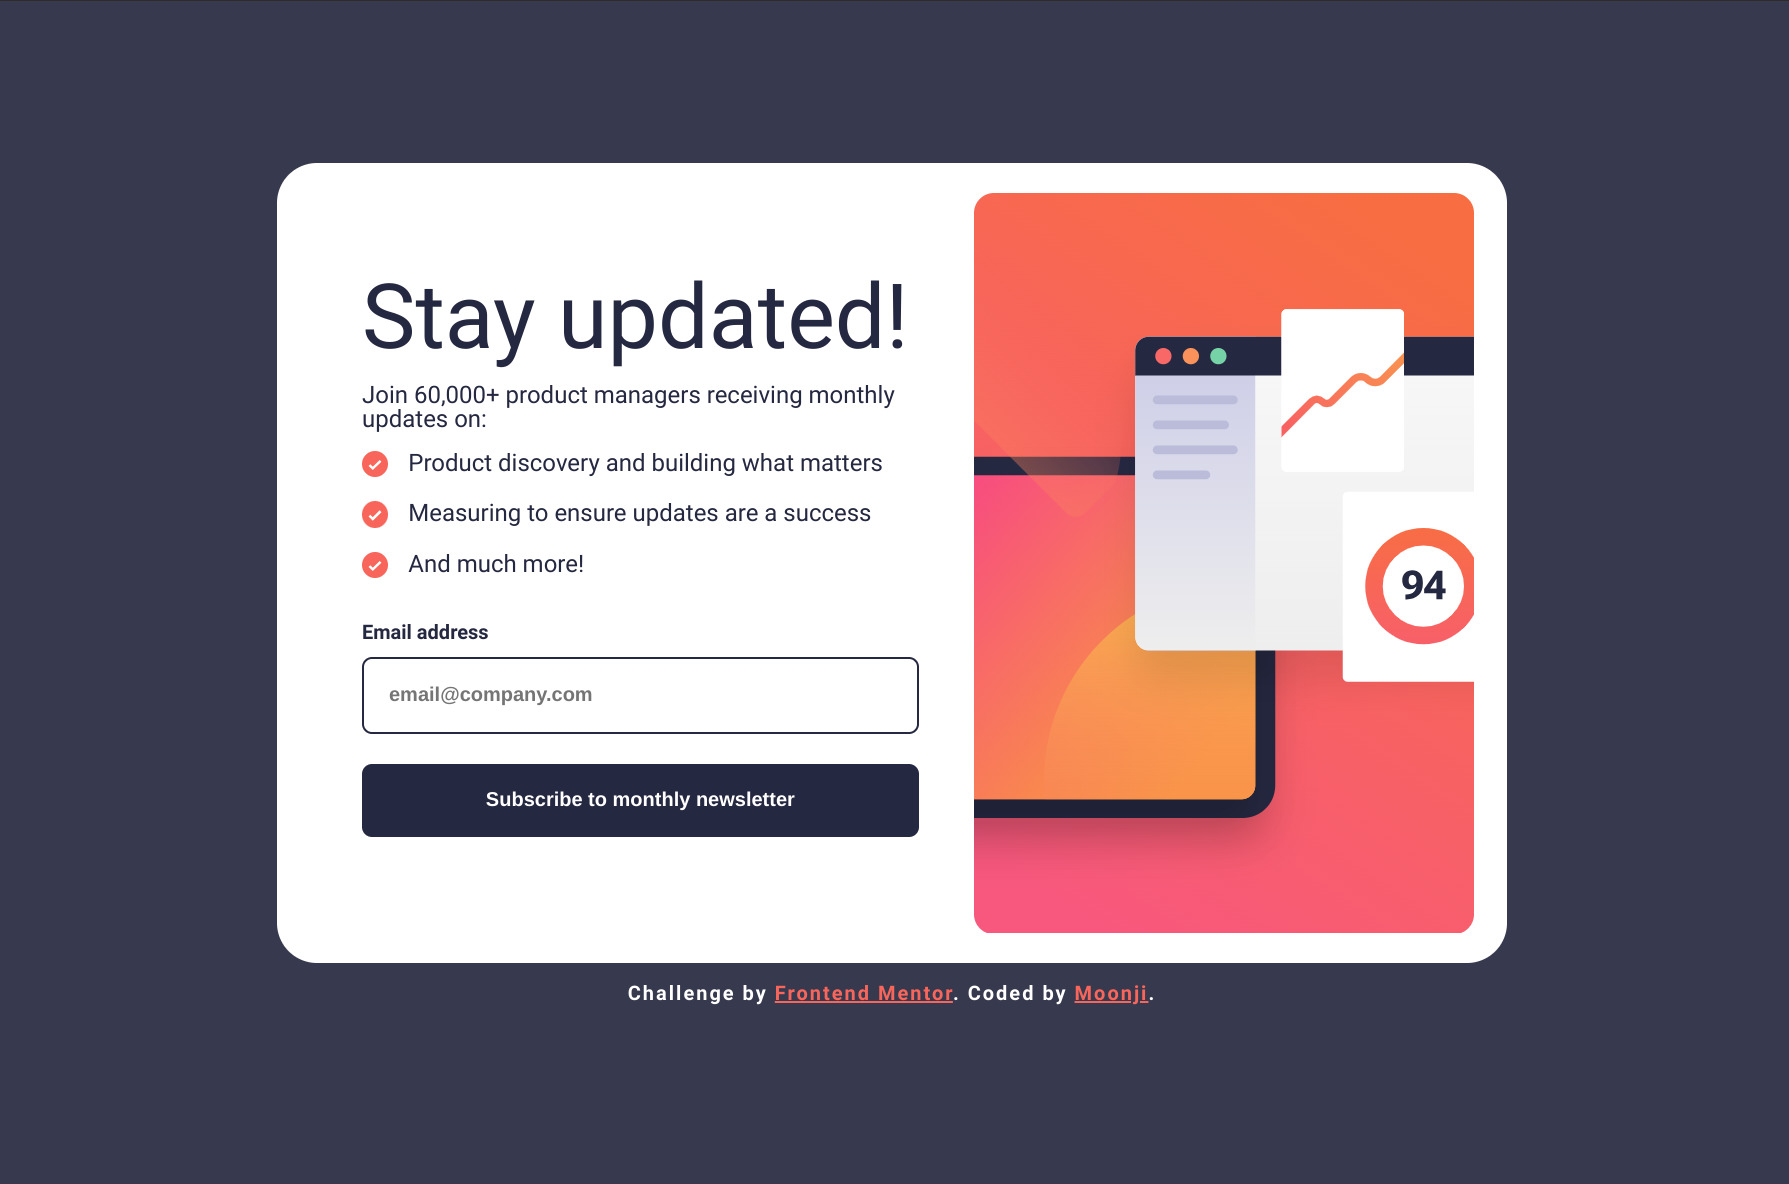 Stay updated!
Join 60,000+ product managers receiving monthly
updates on:
Product discovery and building what matters
Measuring to ensure updates are a success
And much more!
Email address
email@company.com
Subscribe to monthly newsletter
94
Challenge by Frontend Mentor. Coded by Moonji.